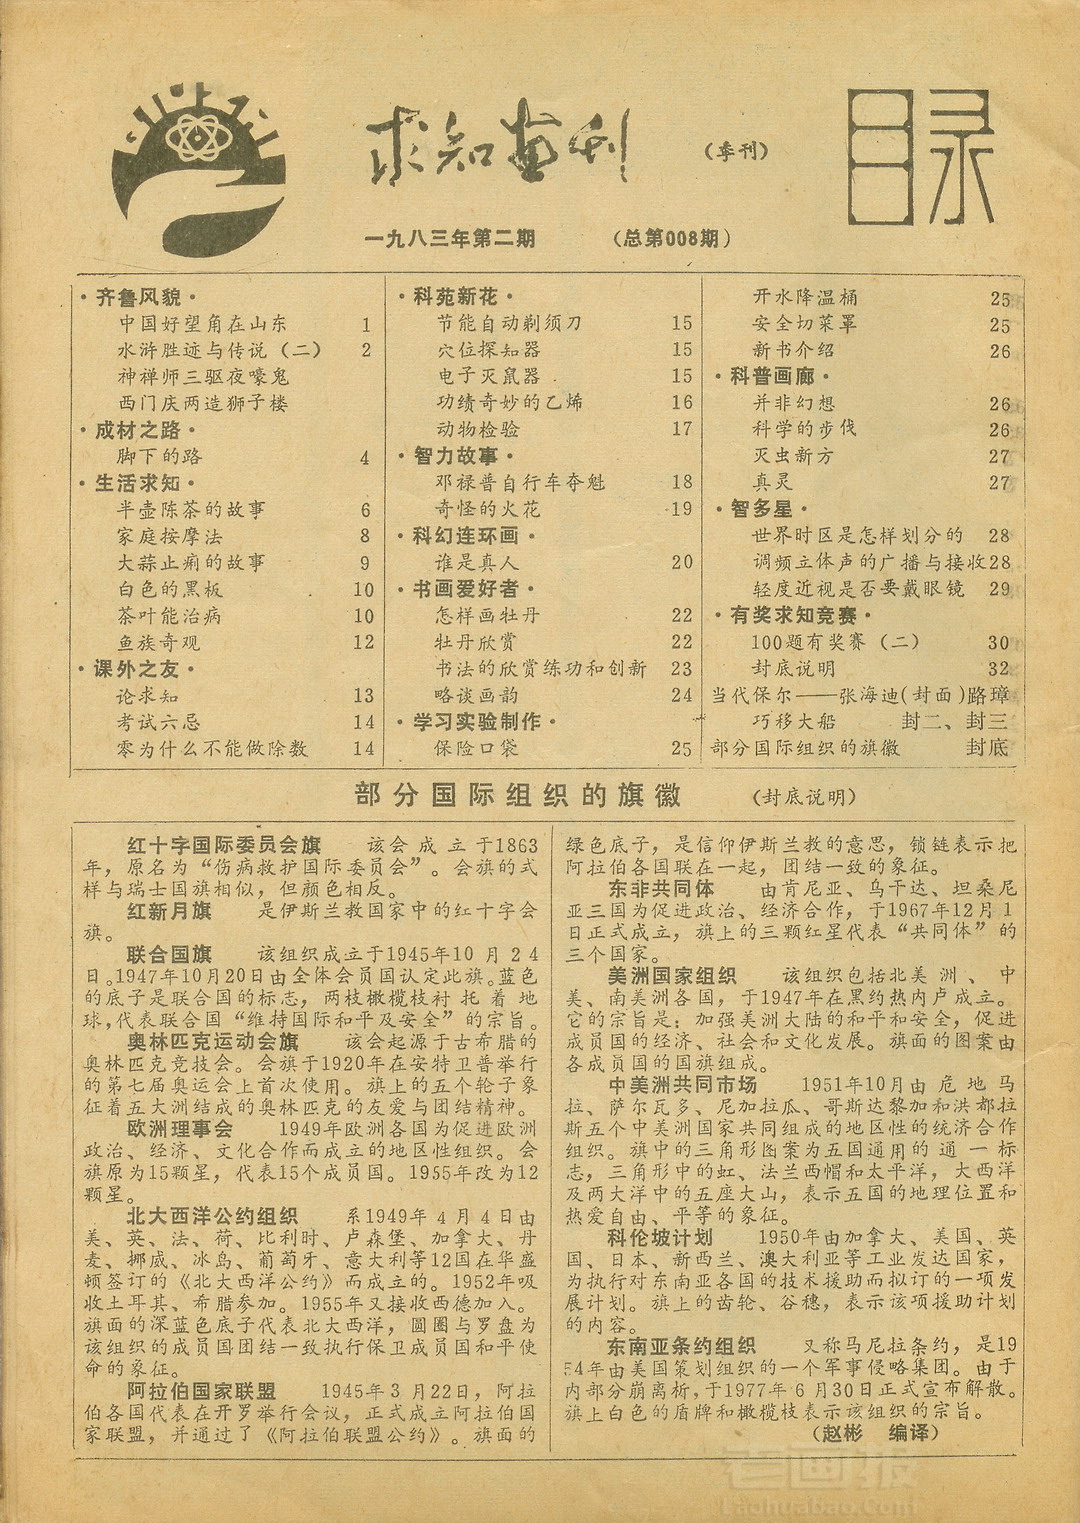 求知画刊
（季刊）
目录
一九八三年第二期 （总第008期）
·齐鲁风貌·
中国好望角在山东 1
水浒胜迹与传说（二） 2
神禅师三驱夜嚎鬼
西门庆两造狮子楼
·成材之路·
脚下的路 4
·生活求知·
半壶陈茶的故事 6
家庭按摩法 8
大蒜止痢的故事 9
白色的黑板 10
茶叶能治病 10
鱼族奇观 12
·课外之友·
论求知 13
考试六忌 14
零为什么不能做除数 14
·科苑新花·
节能自动剃须刀 15
穴位探知器 15
电子灭鼠器 15
功绩奇妙的乙烯 16
动物检验 17
·智力故事·
邓禄普自行车夺魁 18
奇怪的火花 19
·科幻连环画·
谁是真人 20
·书画爱好者·
怎样画牡丹 22
牡丹欣赏 22
书法的欣赏练功和创新 23
略谈画韵 24
·学习实验制作·
保险口袋 25
开水降温桶 25
安全切菜罩 25
新书介绍 26
·科普画廊·
并非幻想 26
科学的步伐 26
灭虫新方 27
真灵 27
·智多星·
世界时区是怎样划分的 28
调频立体声的广播与接收28
轻度近视是否要戴眼镜 29
·有奖求知竞赛·
100题有奖赛（二） 30
封底说明 32
当代保尔——张海迪(封面)路璋
巧移大船 封二、封三
部分国际组织的旗徽 封底
部分国际组织的旗徽 （封底说明）
红十字国际委员会旗 该会成立于1863
年，原名为“伤病救护国际委员会”。会旗的式
样与瑞士国旗相似，但颜色相反。
红新月旗 是伊斯兰教国家中的红十字会
旗。
联合国旗 该组织成立于1945年10月24
日。1947年10月20日由全体会员国认定此旗。蓝色
的底子是联合国的标志，两枝橄榄枝衬托着地
球，代表联合国“维持国际和平及安全”的宗旨。
奥林匹克运动会旗 该会起源于古希腊的
奥林匹克竞技会。会旗于1920年在安特卫普举行
的第七届奥运会上首次使用。旗上的五个轮子象
征着五大洲结成的奥林匹克的友爱与团结精神。
欧洲理事会 1949年欧洲各国为促进欧洲
政治、经济、文化合作而成立的地区性组织。会
旗原为15颗星，代表15个成员国。1955年改为12
颗星。
北大西洋公约组织 系1949年4月4日由
美、英、法、荷、比利时、卢森堡、加拿大、丹
麦、挪威、冰岛、葡萄牙、意大利等12国在华盛
顿签订的《北大西洋公约》而成立的。1952年吸
收土耳其、希腊参加。1955年又接收西德加入。
旗面的深蓝色底子代表北大西洋，圆圈与罗盘为
该组织的成员国团结一致执行保卫成员国和平使
命的象征。
阿拉伯国家联盟 1945年3月22日，阿拉
伯各国代表在开罗举行会议，正式成立阿拉伯国
家联盟，并通过了《阿拉伯联盟公约》。旗面的
绿色底子，是信仰伊斯兰教的意思，锁链表示把
阿拉伯各国联在一起，团结一致的象征。
东非共同体 由肯尼亚、乌干达、坦桑尼
亚三国为促进政治、经济合作，于1967年12月1
日正式成立，旗上的三颗红星代表“共同体”的
三个国家。
美洲国家组织 该组织包括北美洲、中
美、南美洲各国，于1947年在黑约热内卢成立。
它的宗旨是：加强美洲大陆的和平和安全，促进
成员国的经济、社会和文化发展。旗面的图案由
各成员国的国旗组成。
中美洲共同市场 1951年10月由危地马
拉、萨尔瓦多、尼加拉瓜、哥斯达黎加和洪都拉
斯五个中美洲国家共同组成的地区性的统济合作
组织。旗中的三角形图案为五国通用的通一标
志，三角形中的虹、法兰西帽和太平洋，大西洋
及两大洋中的五座大山，表示五国的地理位置和
热爱自由、平等的象征。
科伦坡计划 1950年由加拿大、美国、英
国、日本、新西兰、澳大利亚等工业发达国家，
为执行对东南亚各国的技术援助而拟订的一项发
展计划。旗上的齿轮、谷穗，表示该项援助计划
的内容。
东南亚条约组织 又称马尼拉条约，是19
54年由美国策划组织的一个军事侵略集团。由于
内部分崩离析，于1977年6月30日正式宣布解散。
旗上白色的盾牌和橄榄枝表示该组织的宗旨。
（赵彬 编译）
老画报
laohuabao.com